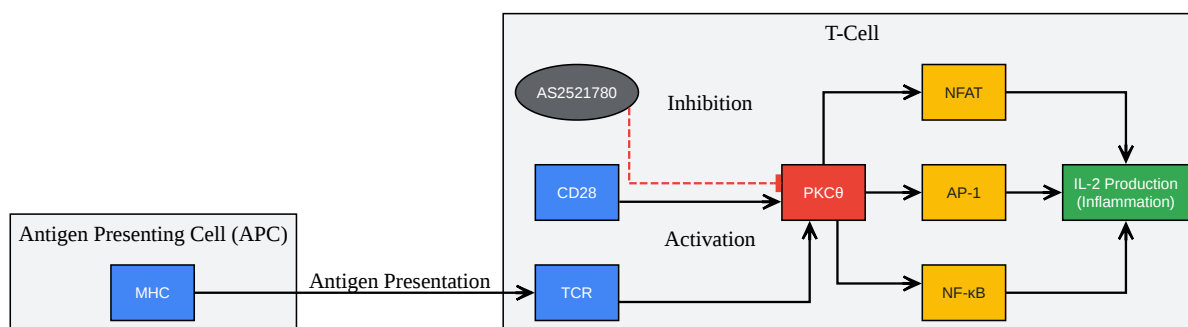 T-Cell
AS2521780
Inhibition
NFAT
CD28
PKCθ
AP-1
IL-2 Production
(Inflammation)
Antigen Presenting Cell (APC)
Activation
MHC
Antigen Presentation
TCR
NF-κB